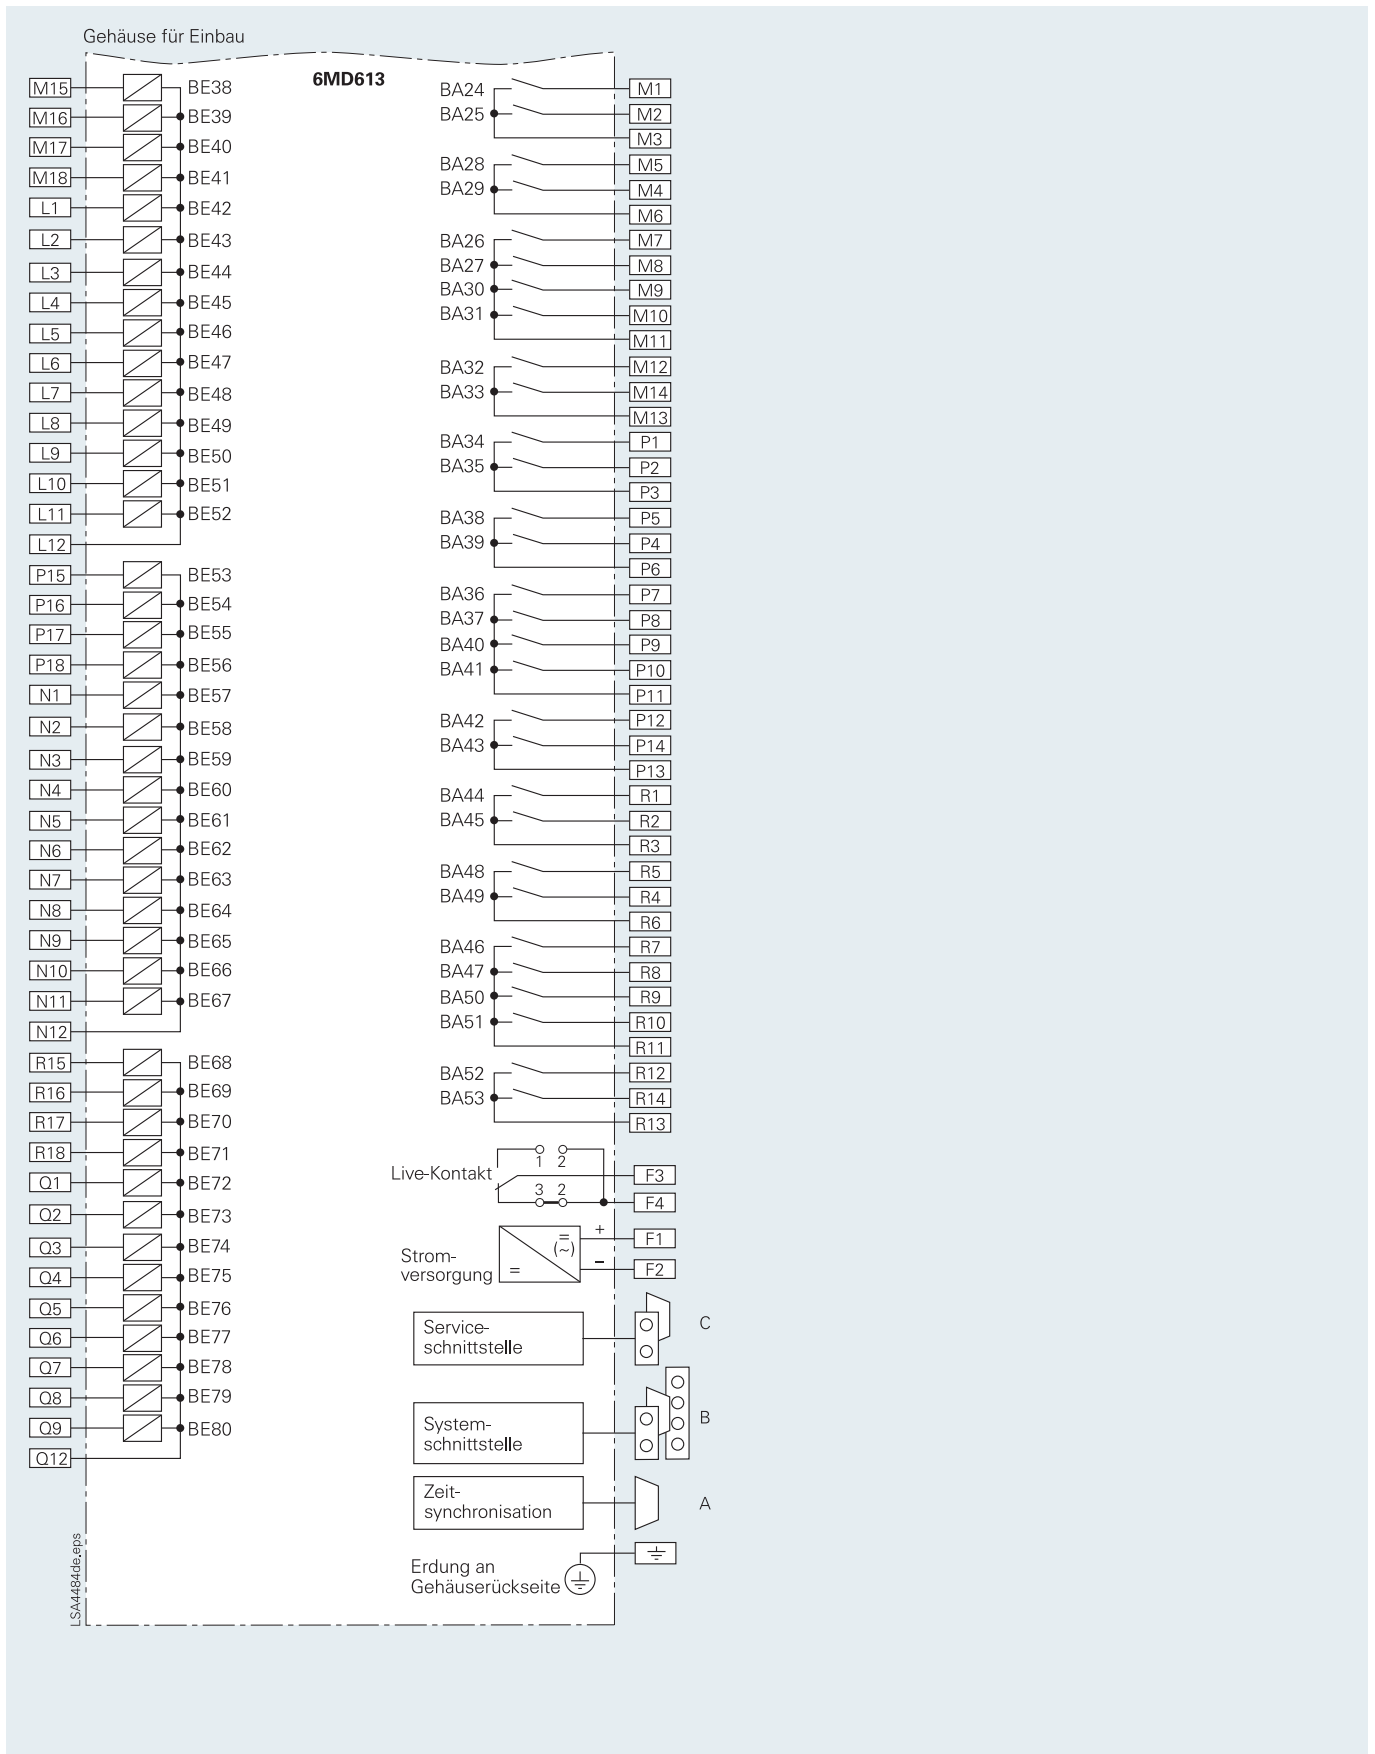 Gehäuse für Einbau
6MD613
M15 BE38
M16 BE39
M17 BE40
M18 BE41
L1 BE42
L2 BE43
L3 BE44
L4 BE45
L5 BE46
L6 BE47
L7 BE48
L8 BE49
L9 BE50
L10 BE51
L11 BE52
L12
P15 BE53
P16 BE54
P17 BE55
P18 BE56
N1 BE57
N2 BE58
N3 BE59
N4 BE60
N5 BE61
N6 BE62
N7 BE63
N8 BE64
N9 BE65
N10 BE66
N11 BE67
N12
R15 BE68
R16 BE69
R17 BE70
R18 BE71
Q1 BE72
Q2 BE73
Q3 BE74
Q4 BE75
Q5 BE76
Q6 BE77
Q7 BE78
Q8 BE79
Q9 BE80
Q12
BA24 M1
BA25 M2
M3
BA28 M5
BA29 M4
M6
BA26 M7
BA27 M8
BA30 M9
BA31 M10
M11
BA32 M12
BA33 M14
M13
BA34 P1
BA35 P2
P3
BA38 P5
BA39 P4
P6
BA36 P7
BA37 P8
BA40 P9
BA41 P10
P11
BA42 P12
BA43 P14
P13
BA44 R1
BA45 R2
R3
BA48 R5
BA49 R4
R6
BA46 R7
BA47 R8
BA50 R9
BA51 R10
R11
BA52 R12
BA53 R14
R13
1 2
Live-Kontakt F3
3 2 F4
= + F1
(~)
Strom-
versorgung = – F2
Service-
schnittstelle
C
System-
schnittstelle
B
Zeit-
synchronisation
A
Erdung an
Gehäuserückseite
LSA4484de.eps